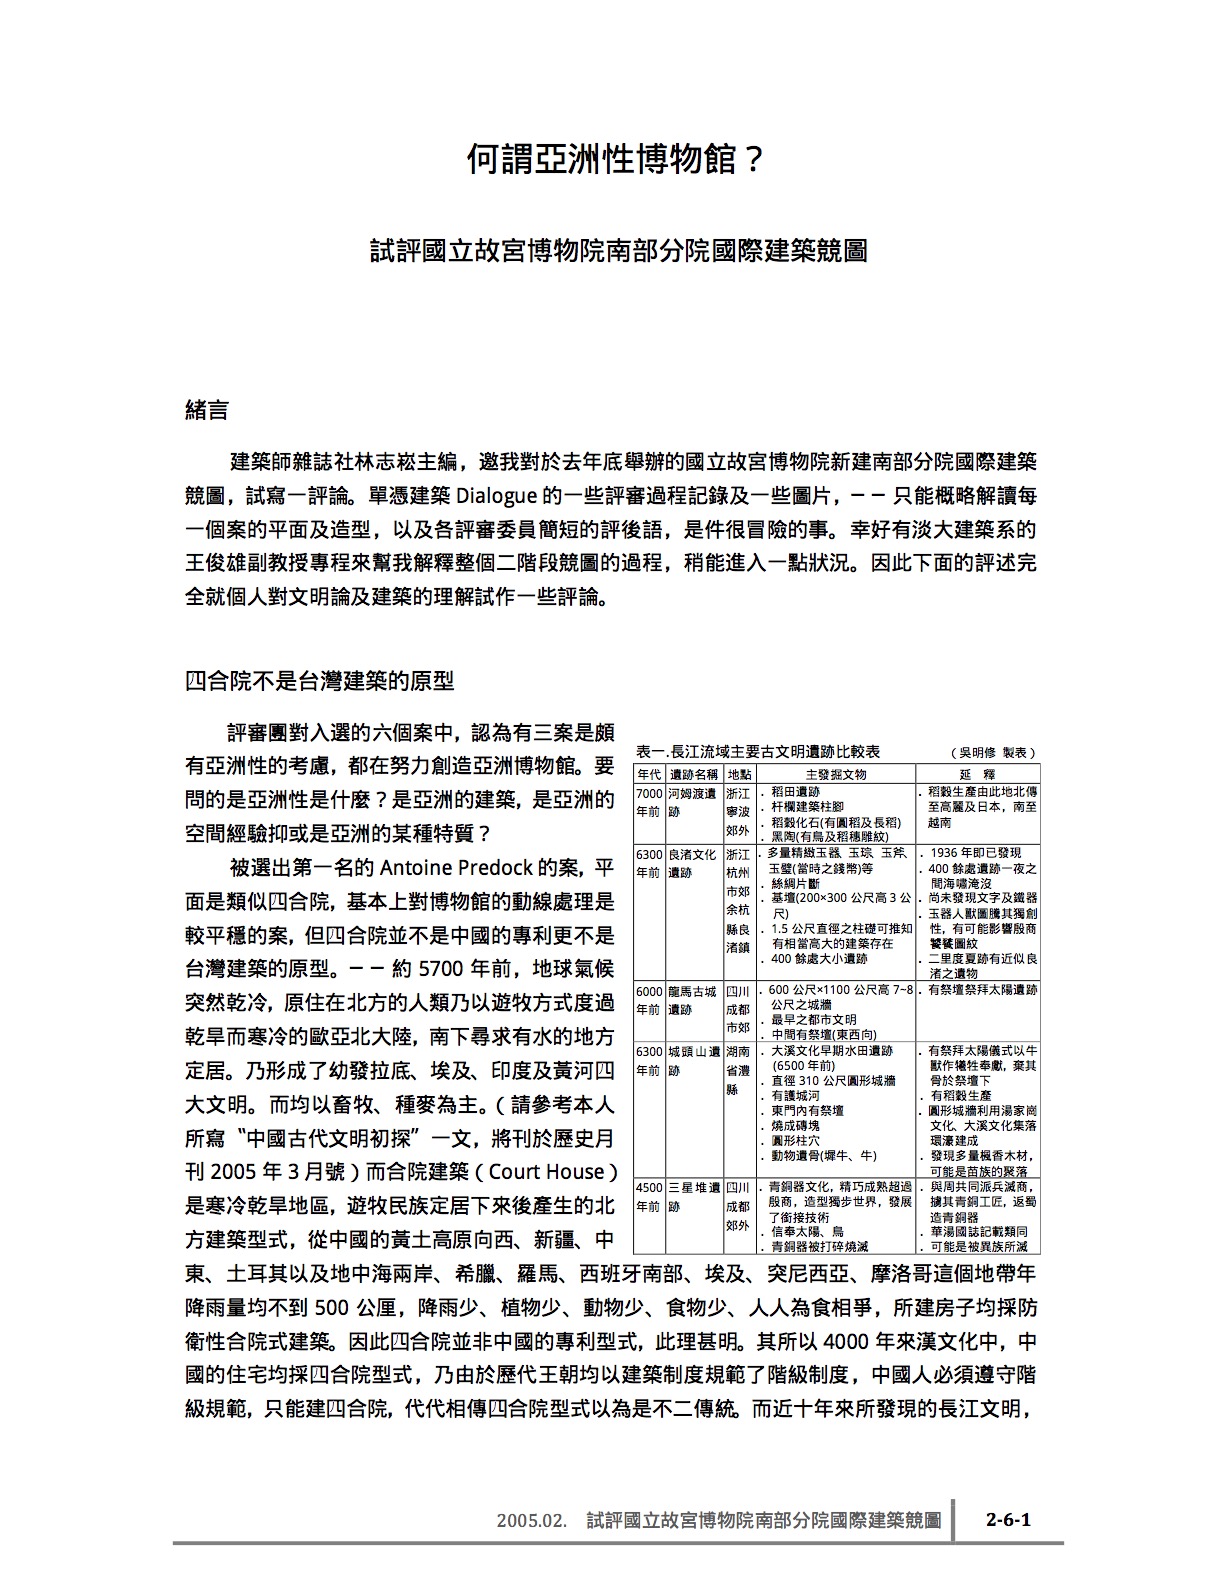 何謂亞洲性博物館？
試評國立故宮博物院南部分院國際建築競圖
緒言
建築師雜誌社林志崧主編，邀我對於去年底舉辦的國立故宮博物院新建南部分院國際建築
競圖，試寫一評論。單憑建築 Dialogue 的一些評審過程記錄及一些圖片，－－只能概略解讀每
一個案的平面及造型，以及各評審委員簡短的評後語，是件很冒險的事。幸好有淡大建築系的
王俊雄副教授專程來幫我解釋整個二階段競圖的過程，稍能進入一點狀況。因此下面的評述完
全就個人對文明論及建築的理解試作一些評論。
四合院不是台灣建築的原型
評審團對入選的六個案中，認為有三案是頗
有亞洲性的考慮，都在努力創造亞洲博物館。要
問的是亞洲性是什麼？是亞洲的建築，是亞洲的
空間經驗抑或是亞洲的某種特質？
被選出第一名的 Antoine Predock 的案，平
面是類似四合院，基本上對博物館的動線處理是
較平穩的案，但四合院並不是中國的專利更不是
台灣建築的原型。－－約 5700 年前，地球氣候
突然乾冷，原住在北方的人類乃以遊牧方式度過
乾旱而寒冷的歐亞北大陸，南下尋求有水的地方
定居。乃形成了幼發拉底、埃及、印度及黃河四
大文明。而均以畜牧、種麥為主。（請參考本人
所寫〝中國古代文明初探〞一文，將刊於歷史月
刊 2005 年 3 月號）而合院建築（Court House）
是寒冷乾旱地區，遊牧民族定居下來後產生的北
方建築型式，從中國的黃土高原向西、新疆、中
東、土耳其以及地中海兩岸、希臘、羅馬、西班牙南部、埃及、突尼西亞、摩洛哥這個地帶年
降雨量均不到 500 公厘，降雨少、植物少、動物少、食物少、人人為食相爭，所建房子均採防
衛性合院式建築。因此四合院並非中國的專利型式，此理甚明。其所以 4000 年來漢文化中，中
國的住宅均採四合院型式，乃由於歷代王朝均以建築制度規範了階級制度，中國人必須遵守階
級規範，只能建四合院，代代相傳四合院型式以為是不二傳統。而近十年來所發現的長江文明，
表一.長江流域主要古文明遺跡比較表 （吳明修 製表）
年代 遺跡名稱 地點 主發掘文物 延 釋
7000 年前 河姆渡遺跡 浙江寧波郊外
．稻田遺跡
．杆欄建築柱腳
．稻穀化石(有圓稻及長稻)
．黑陶(有鳥及稻穗雕紋)
．稻穀生產由此地北傳
至高麗及日本，南至
越南
6300 年前 良渚文化遺跡 浙江杭州市郊余杭縣良渚鎮
．多量精緻玉器、玉琮、玉斧、
玉璧(當時之錢幣)等
．絲綢片斷
．基壇(200×300 公尺高 3 公
尺)
．1.5 公尺直徑之柱礎可推知
有相當高大的建築存在
．400 餘處大小遺跡
．1936 年即已發現
．400 餘處遺跡一夜之
間海嘯淹沒
．尚未發現文字及鐵器
．玉器人獸圖騰其獨創
性，有可能影響殷商
饕餮圖紋
．二里度夏跡有近似良
渚之遺物
6000 年前 龍馬古城遺跡 四川成都市郊
．600 公尺×1100 公尺高 7~8
公尺之城牆
．最早之都市文明
．中間有祭壇(東西向)
．有祭壇祭拜太陽遺跡
6300 年前 城頭山遺跡 湖南省澧縣
．大溪文化早期水田遺跡
(6500 年前)
．直徑 310 公尺圓形城牆
．有護城河
．東門內有祭壇
．燒成磚塊
．圓形柱穴
．動物遺骨(墀牛、牛)
．有祭拜太陽儀式以牛
獸作犧牲奉獻，棄其
骨於祭壇下
．有稻穀生產
．圓形城牆利用湯家崗
文化、大溪文化集落
環濠建成
．發現多量楓香木材，
可能是苗族的聚落
4500 年前 三星堆遺跡 四川成都郊外
．青銅器文化，精巧成熟超過
殷商，造型獨步世界，發展
了銜接技術
．信奉太陽、鳥
．青銅器被打碎燒滅
．與周共同派兵滅商，
擄其青銅工匠，返蜀
造青銅器
．華湯國誌記載類同
．可能是被異族所滅
2005.02. 試評國立故宮博物院南部分院國際建築競圖 2-6-1